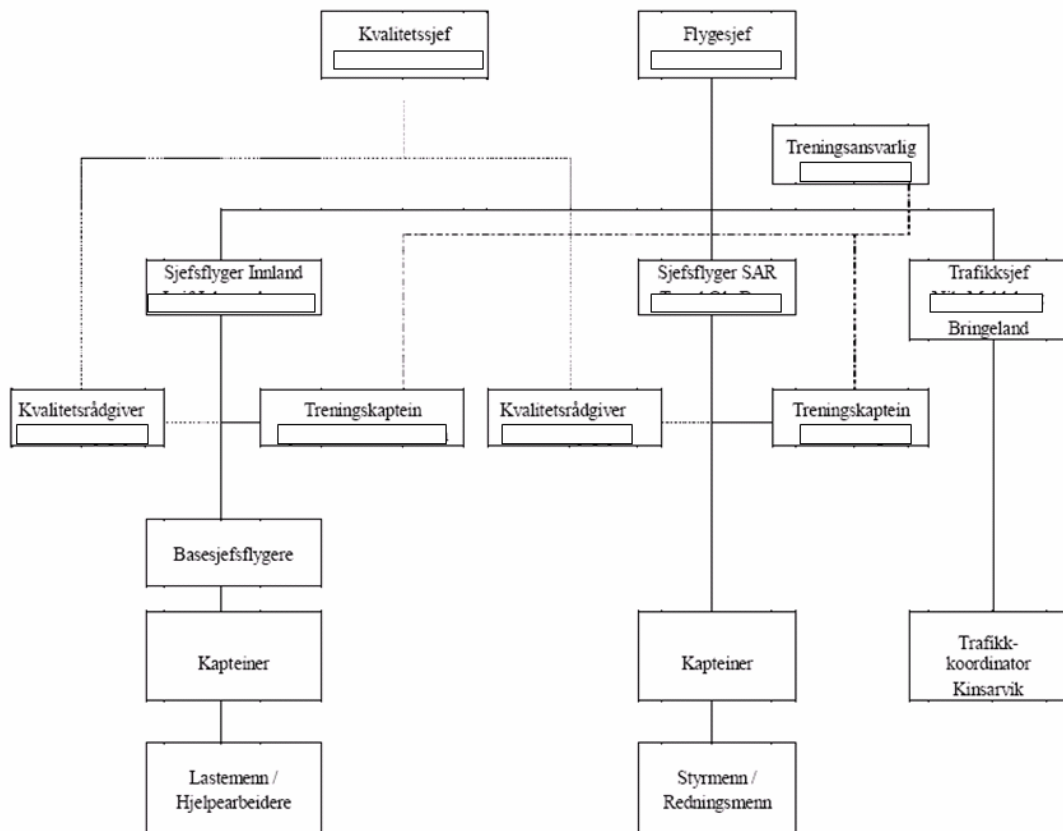 Kvalitetssjef
Flygesjef
Treningsansvarlig
Sjefsflyger Innland
Sjefsflyger SAR
Trafikksjef
Bringeland
Kvalitetsrådgiver
Treningskaptein
Kvalitetsrådgiver
Treningskaptein
Basesjefsflygere
Kapteiner
Kapteiner
Trafikk-
koordinator
Kinsarvik
Lastemenn /
Hjelpearbeidere
Styrmenn /
Redningsmenn